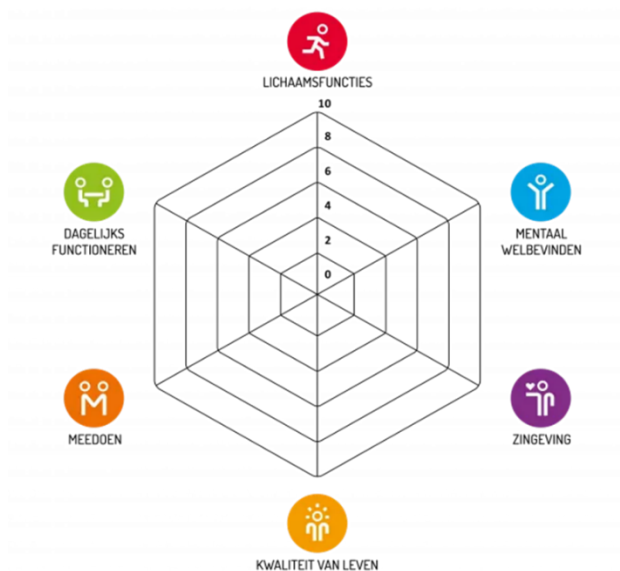 LICHAAMSFUNCTIES
10
8
6
4
2
0
DAGELIJKS
FUNCTIONEREN
MENTAAL
WELBEVINDEN
MEEDOEN
ZINGEVING
KWALITEIT VAN LEVEN